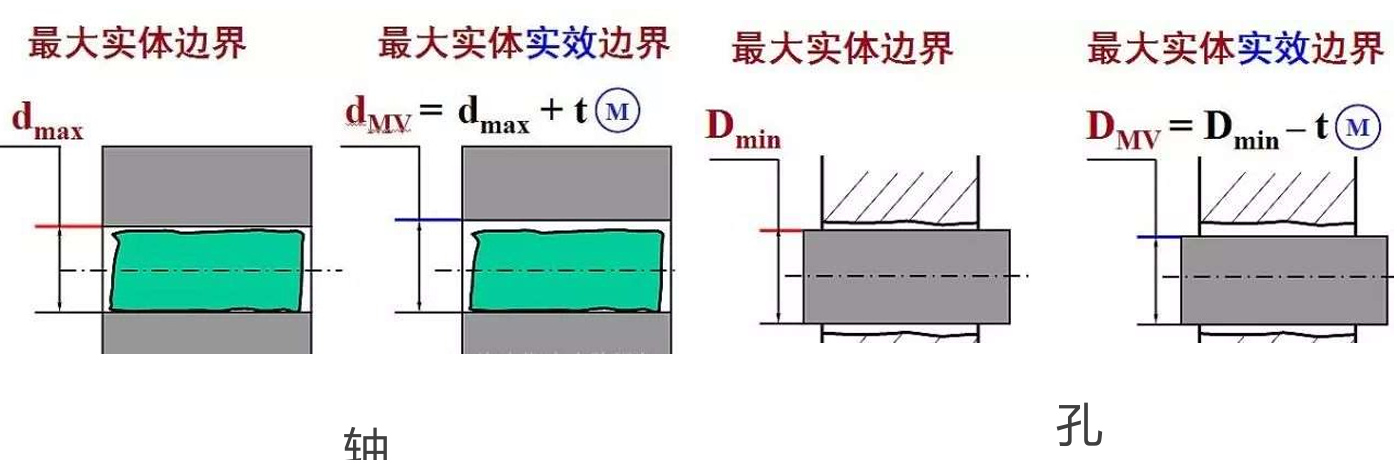 最大实体边界
最大实体实效边界
最大实体边界
最大实体实效边界
dmax
dMV = dmax + t Ⓜ
Dmin
DMV = Dmin – t Ⓜ
轴
孔